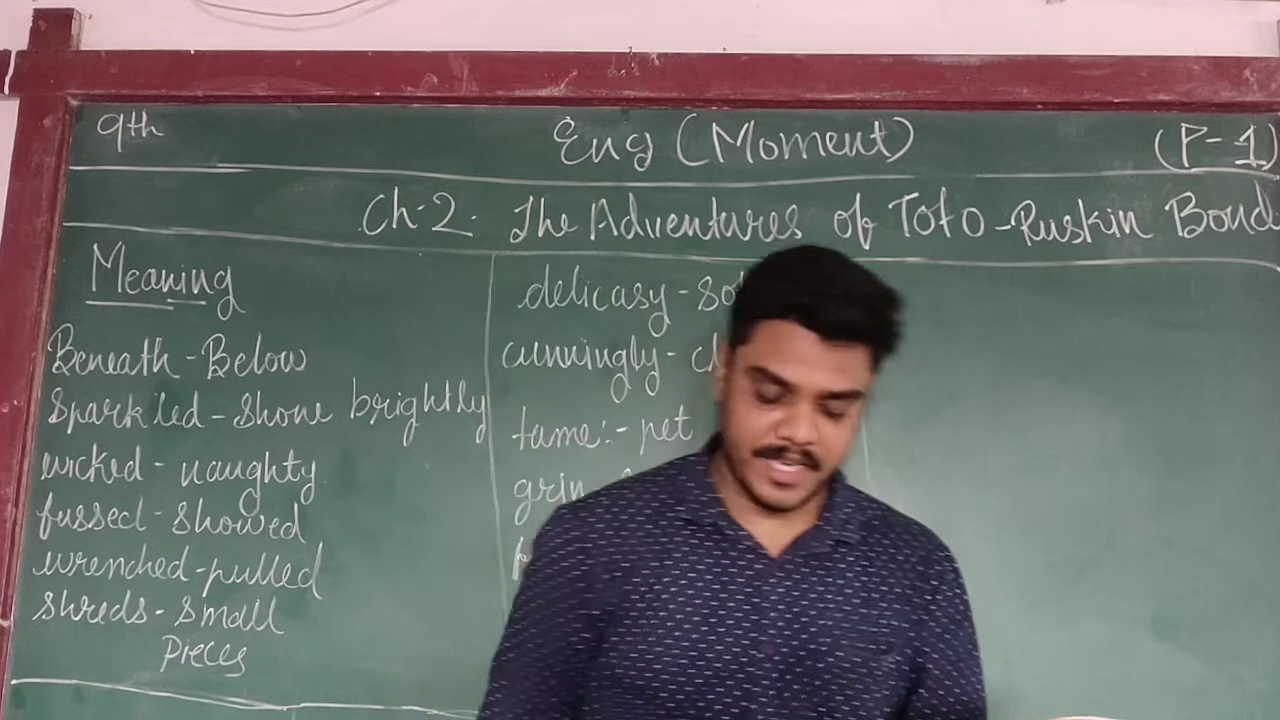 9th
Eng (Moment)
(P-1)
Ch-2. The Adventures of Toto - Ruskin Bond
Meaning
Beneath - Below
Sparkled - Shone brightly
wicked - naughty
fussed - showed
wrenched - pulled
shreds - small
Pieces
delicasy -
cunningly -
tame:- pet
grin